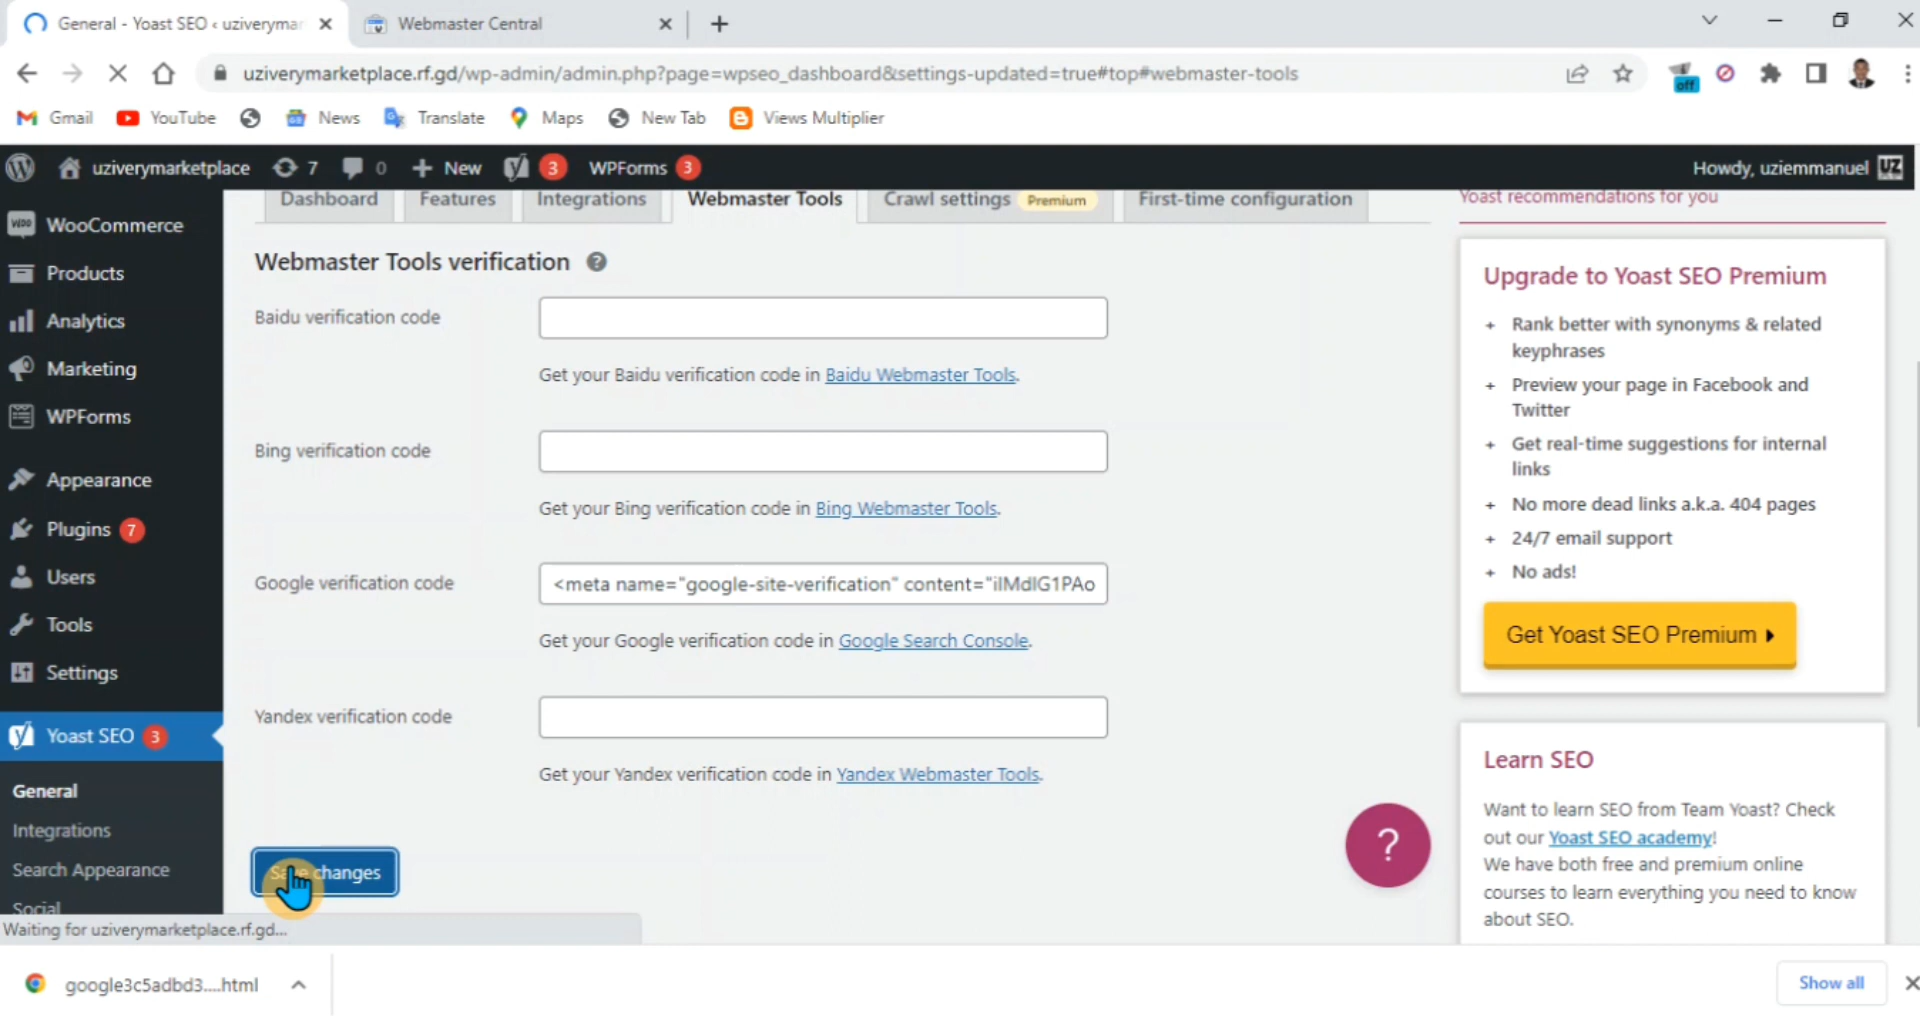 General - Yoast SEO ‹ uziverymar
Webmaster Central
uziverymarketplace.rf.gd/wp-admin/admin.php?page=wpseo_dashboard&settings-updated=true#top#webmaster-tools
off
Gmail
YouTube
News
Translate
Maps
New Tab
Views Multiplier
uziverymarketplace
7
0
New
3
WPForms 3
Howdy, uziemmanuel
WooCommerce
Products
Analytics
Marketing
WPForms
Appearance
Plugins 7
Users
Tools
Settings
Yoast SEO 3
General
Integrations
Search Appearance
Social
Waiting for uziverymarketplace.rf.gd...
Dashboard
Features
Integrations
Webmaster Tools
Crawl settings Premium
First-time configuration
Webmaster Tools verification ?
Baidu verification code
Get your Baidu verification code in Baidu Webmaster Tools.
Bing verification code
Get your Bing verification code in Bing Webmaster Tools.
Google verification code
<meta name="google-site-verification" content="ilMdlG1PAo
Get your Google verification code in Google Search Console.
Yandex verification code
Get your Yandex verification code in Yandex Webmaster Tools.
Save changes
?
Yoast recommendations for you
Upgrade to Yoast SEO Premium
+ Rank better with synonyms & related
keyphrases
+ Preview your page in Facebook and
Twitter
+ Get real-time suggestions for internal
links
+ No more dead links a.k.a. 404 pages
+ 24/7 email support
+ No ads!
Get Yoast SEO Premium
Learn SEO
Want to learn SEO from Team Yoast? Check
out our Yoast SEO academy!
We have both free and premium online
courses to learn everything you need to know
about SEO.
google3c5adbd3....html
Show all